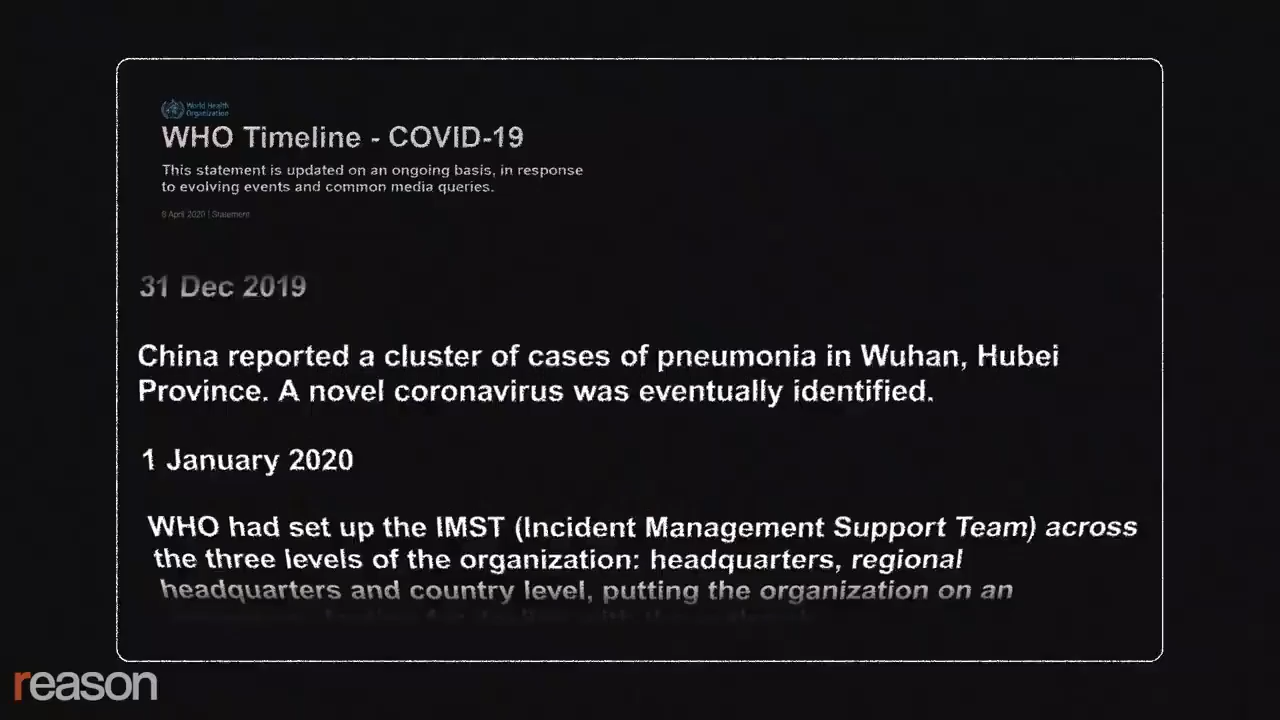 World Health
Organization
WHO Timeline - COVID-19
This statement is updated on an ongoing basis, in response
to evolving events and common media queries.
8 April 2020 | Statement
31 Dec 2019
China reported a cluster of cases of pneumonia in Wuhan, Hubei
Province. A novel coronavirus was eventually identified.
1 January 2020
WHO had set up the IMST (Incident Management Support Team) across
the three levels of the organization: headquarters, regional
headquarters and country level, putting the organization on an
reason